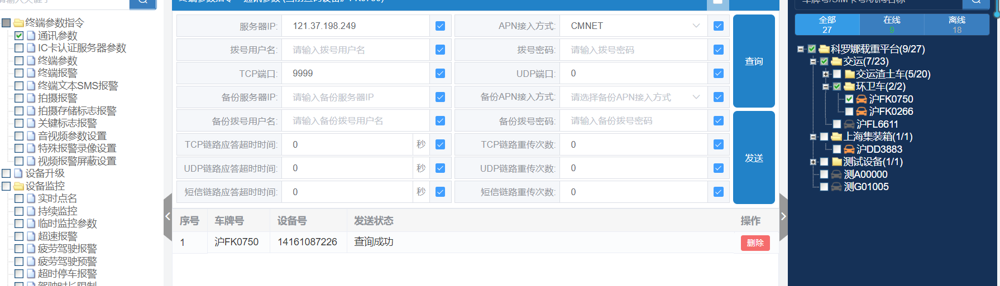 终端参数指令
通讯参数
IC卡认证服务器参数
终端参数
终端报警
终端文本SMS报警
拍摄报警
拍摄存储标志报警
关键标志报警
音视频参数设置
特殊报警录像设置
视频报警屏蔽设置
设备升级
设备监控
实时点名
持续监控
临时监控参数
超速报警
疲劳驾驶报警
疲劳驾驶预警
超时停车报警
服务器IP: 121.37.198.249 APN接入方式: CMNET
拨号用户名: 请输入拨号用户名 拨号密码: 请输入拨号密码
TCP端口: 9999 UDP端口: 0
备份服务器IP: 请输入备份服务器IP 备份APN接入方式: 请选择备份APN接入方式
备份拨号用户名: 请输入备份拨号用户名 备份拨号密码: 请输入备份拨号密码
TCP链路应答超时时间: 0 秒 TCP链路重传次数: 0
UDP链路应答超时时间: 0 秒 UDP链路重传次数: 0
短信链路应答超时时间: 0 秒 短信链路重传次数: 0
查询
发送
序号 车牌号 设备号 发送状态 操作
1 沪FK0750 14161087226 查询成功 删除
全部 在线 离线
27 9 18
科罗娜载重平台(9/27)
交运(7/23)
交运渣土车(5/20)
环卫车(2/2)
沪FK0750
沪FK0266
沪FL6611
上海集装箱(1/1)
沪DD3883
测试设备(1/1)
测A00000
测G01005